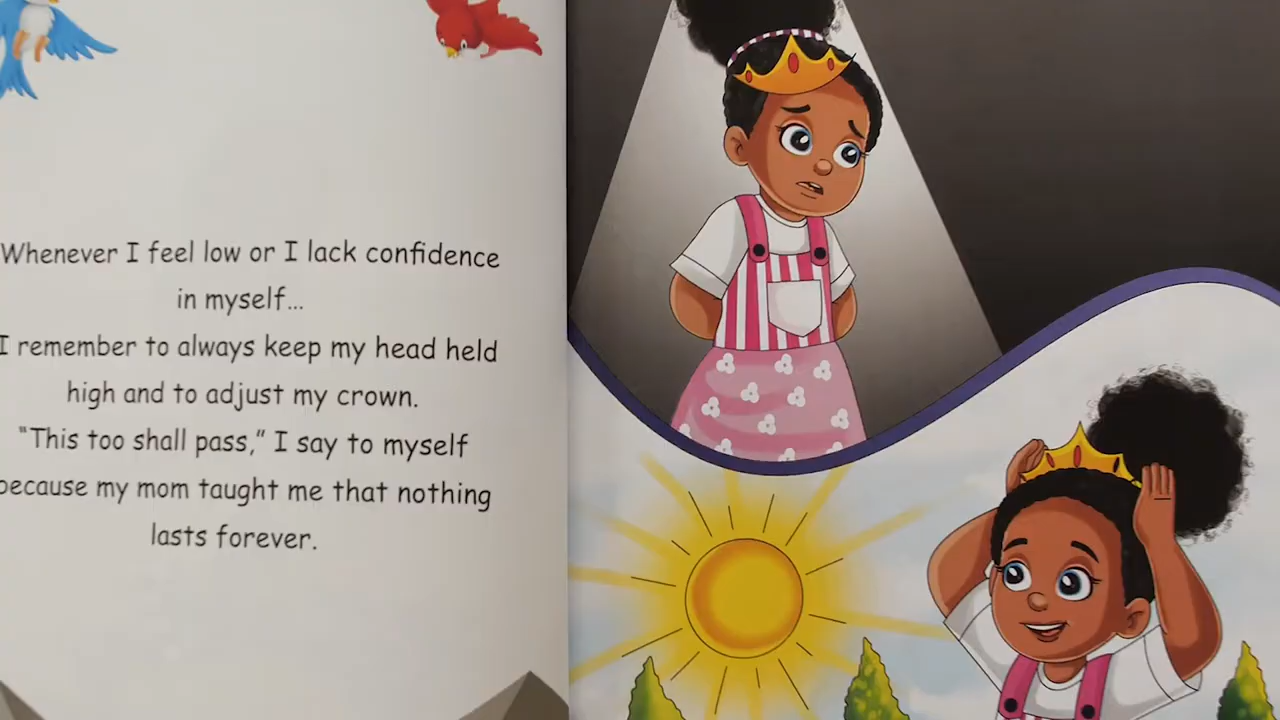 Whenever I feel low or I lack confidence
in myself...
I remember to always keep my head held
high and to adjust my crown.
"This too shall pass," I say to myself
because my mom taught me that nothing
lasts forever.